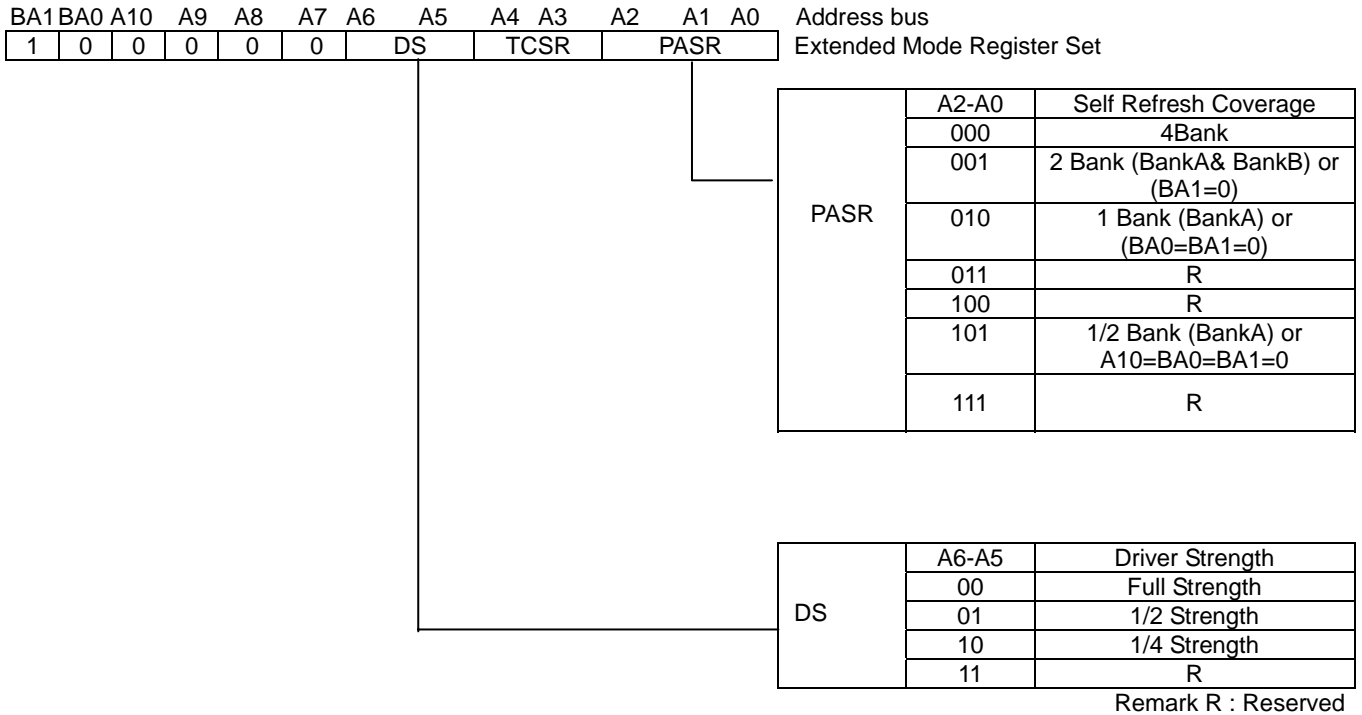 BA1 BA0 A10 A9 A8 A7 A6 A5 A4 A3 A2 A1 A0 Address bus
1 0 0 0 0 0 DS TCSR PASR Extended Mode Register Set
A2-A0 Self Refresh Coverage
000 4Bank
001 2 Bank (BankA& BankB) or
(BA1=0)
PASR
010 1 Bank (BankA) or
(BA0=BA1=0)
011 R
100 R
101 1/2 Bank (BankA) or
A10=BA0=BA1=0
111 R
A6-A5 Driver Strength
00 Full Strength
DS
01 1/2 Strength
10 1/4 Strength
11 R
Remark R : Reserved